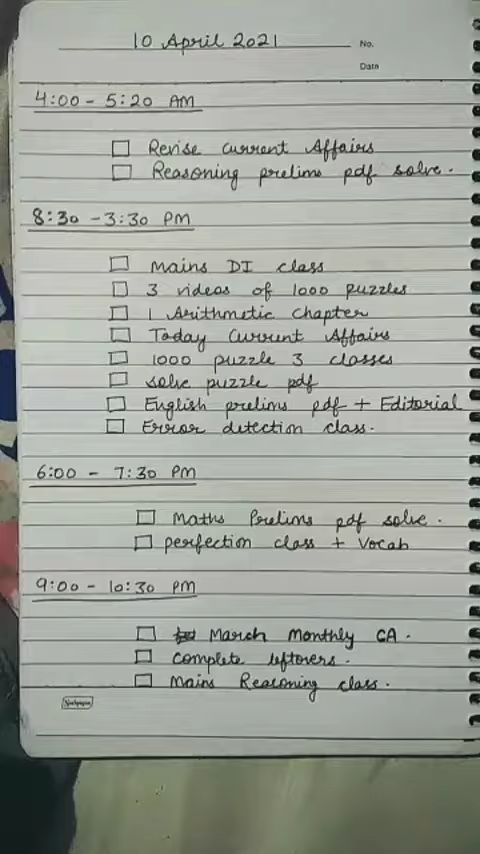 10 April 2021
No.
Date
4:00 - 5:20 AM
Revise current Affairs
Reasoning prelims pdf solve.
8:30 - 3:30 PM
Mains DI class
3 videos of 1000 puzzles
1 Arithmetic chapter
Today Current Affairs
1000 puzzle 3 classes
solve puzzle pdf
English prelims pdf + Editorial
Error detection class.
6:00 - 7:30 PM
Maths Prelims pdf solve.
perfection class + Vocab
9:00 - 10:30 PM
March Monthly CA.
complete leftovers.
Mains Reasoning class.